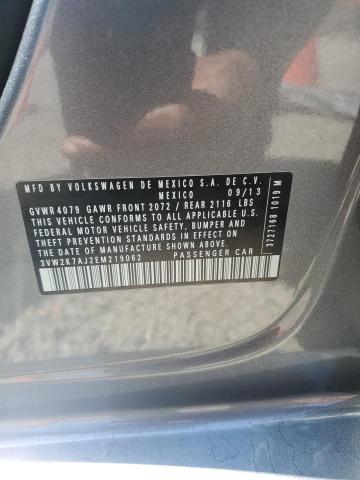 MFD. BY VOLKSWAGEN DE MEXICO S.A. DE C.V.
MEXICO 09/13
GVWR 4079 GAWR FRONT 2072 / REAR 2116 LBS
THIS VEHICLE CONFORMS TO ALL APPLICABLE U.S.
FEDERAL MOTOR VEHICLE SAFETY, BUMPER,
AND THEFT PREVENTION STANDARDS IN EFFECT ON
THE DATE OF MANUFACTURE SHOWN ABOVE.
3VW2K7AJ2EM219062 PASSENGER CAR
3727168 1019 M